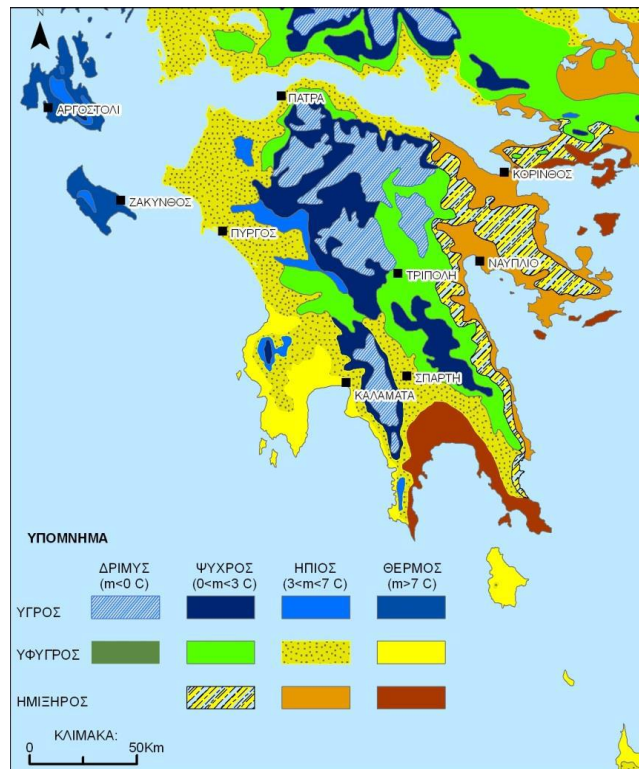 N
ΑΡΓΟΣΤΟΛΙ
ΠΑΤΡΑ
ΚΟΡΙΝΘΟΣ
ΖΑΚΥΝΘΟΣ
ΠΥΡΓΟΣ
ΝΑΥΠΛΙΟ
ΤΡΙΠΟΛΗ
ΣΠΑΡΤΗ
ΚΑΛΑΜΑΤΑ
ΥΠΟΜΝΗΜΑ
ΔΡΙΜΥΣ ΨΥΧΡΟΣ ΗΠΙΟΣ ΘΕΡΜΟΣ
(m<0 C) (0<m<3 C) (3<m<7 C) (m>7 C)
ΥΓΡΟΣ
ΥΦΥΓΡΟΣ
ΗΜΙΞΗΡΟΣ
ΚΛΙΜΑΚΑ:
0 50Km